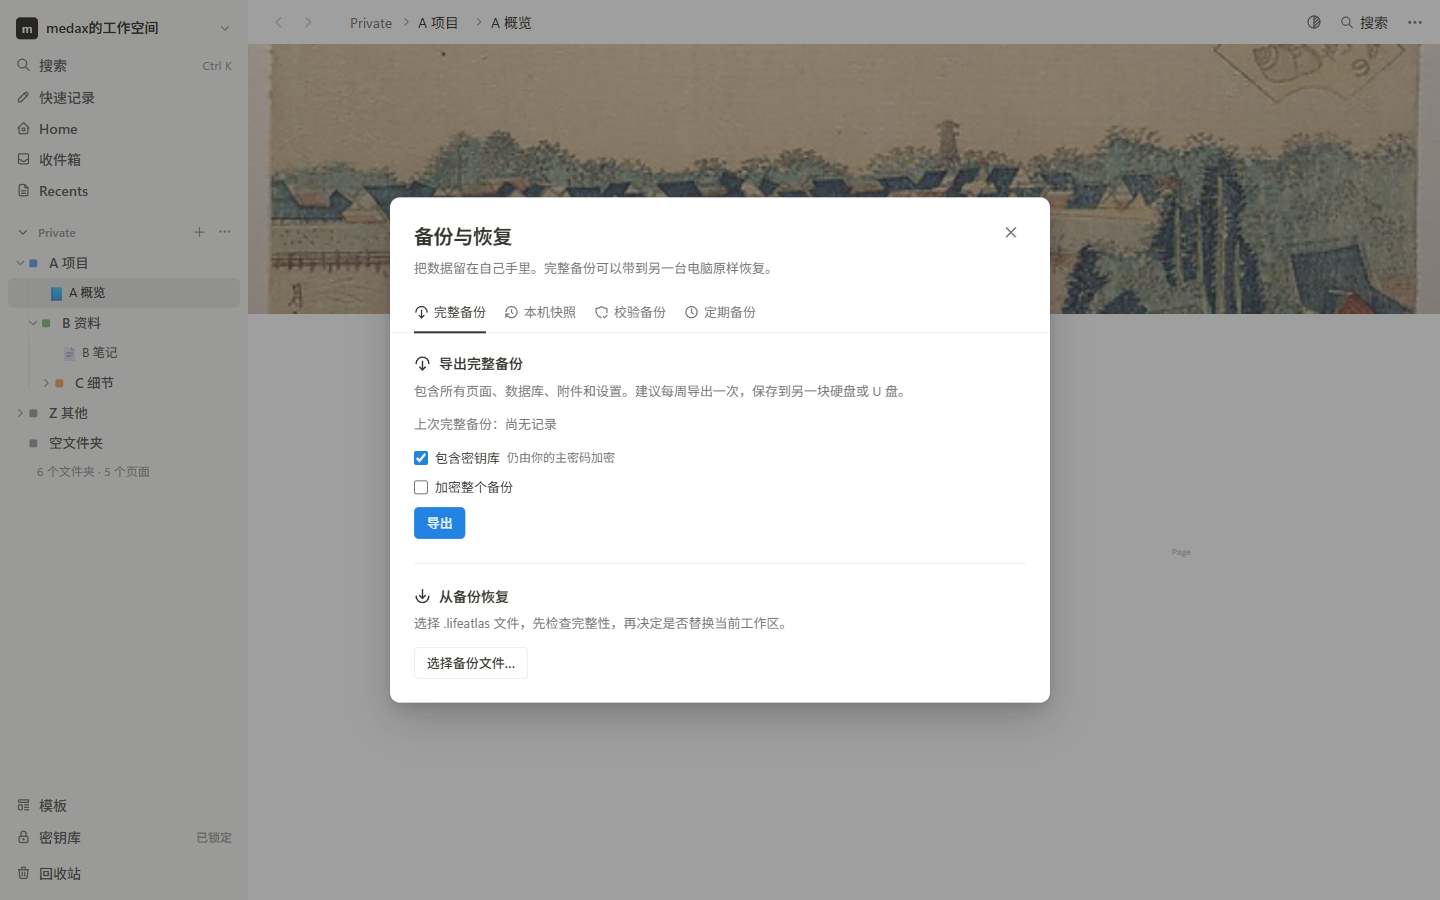 m medax的工作空间
搜索 Ctrl K
快速记录
Home
收件箱
Recents
Private
A 项目
A 概览
B 资料
B 笔记
C 细节
Z 其他
空文件夹
6 个文件夹 · 5 个页面
模板
密钥库 已锁定
回收站
Private A 项目 A 概览
搜索
备份与恢复
把数据留在自己手里。完整备份可以带到另一台电脑原样恢复。
完整备份 本机快照 校验备份 定期备份
导出完整备份
包含所有页面、数据库、附件和设置。建议每周导出一次，保存到另一块硬盘或 U 盘。
上次完整备份：尚无记录
包含密钥库 仍由你的主密码加密
加密整个备份
导出
从备份恢复
选择 .lifeatlas 文件，先检查完整性，再决定是否替换当前工作区。
选择备份文件...
Page